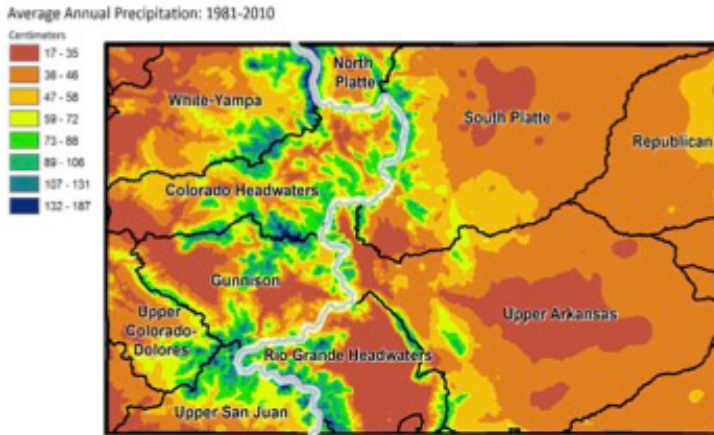 Average Annual Precipitation: 1981-2010
Centimeters
17 - 35
36 - 46
47 - 58
59 - 72
73 - 88
89 - 106
107 - 131
132 - 187
North
Platte
White-Yampa
South Platte
Republican
Colorado Headwaters
Gunnison
Upper
Colorado-
Dolores
Upper Arkansas
Rio Grande Headwaters
Upper San Juan